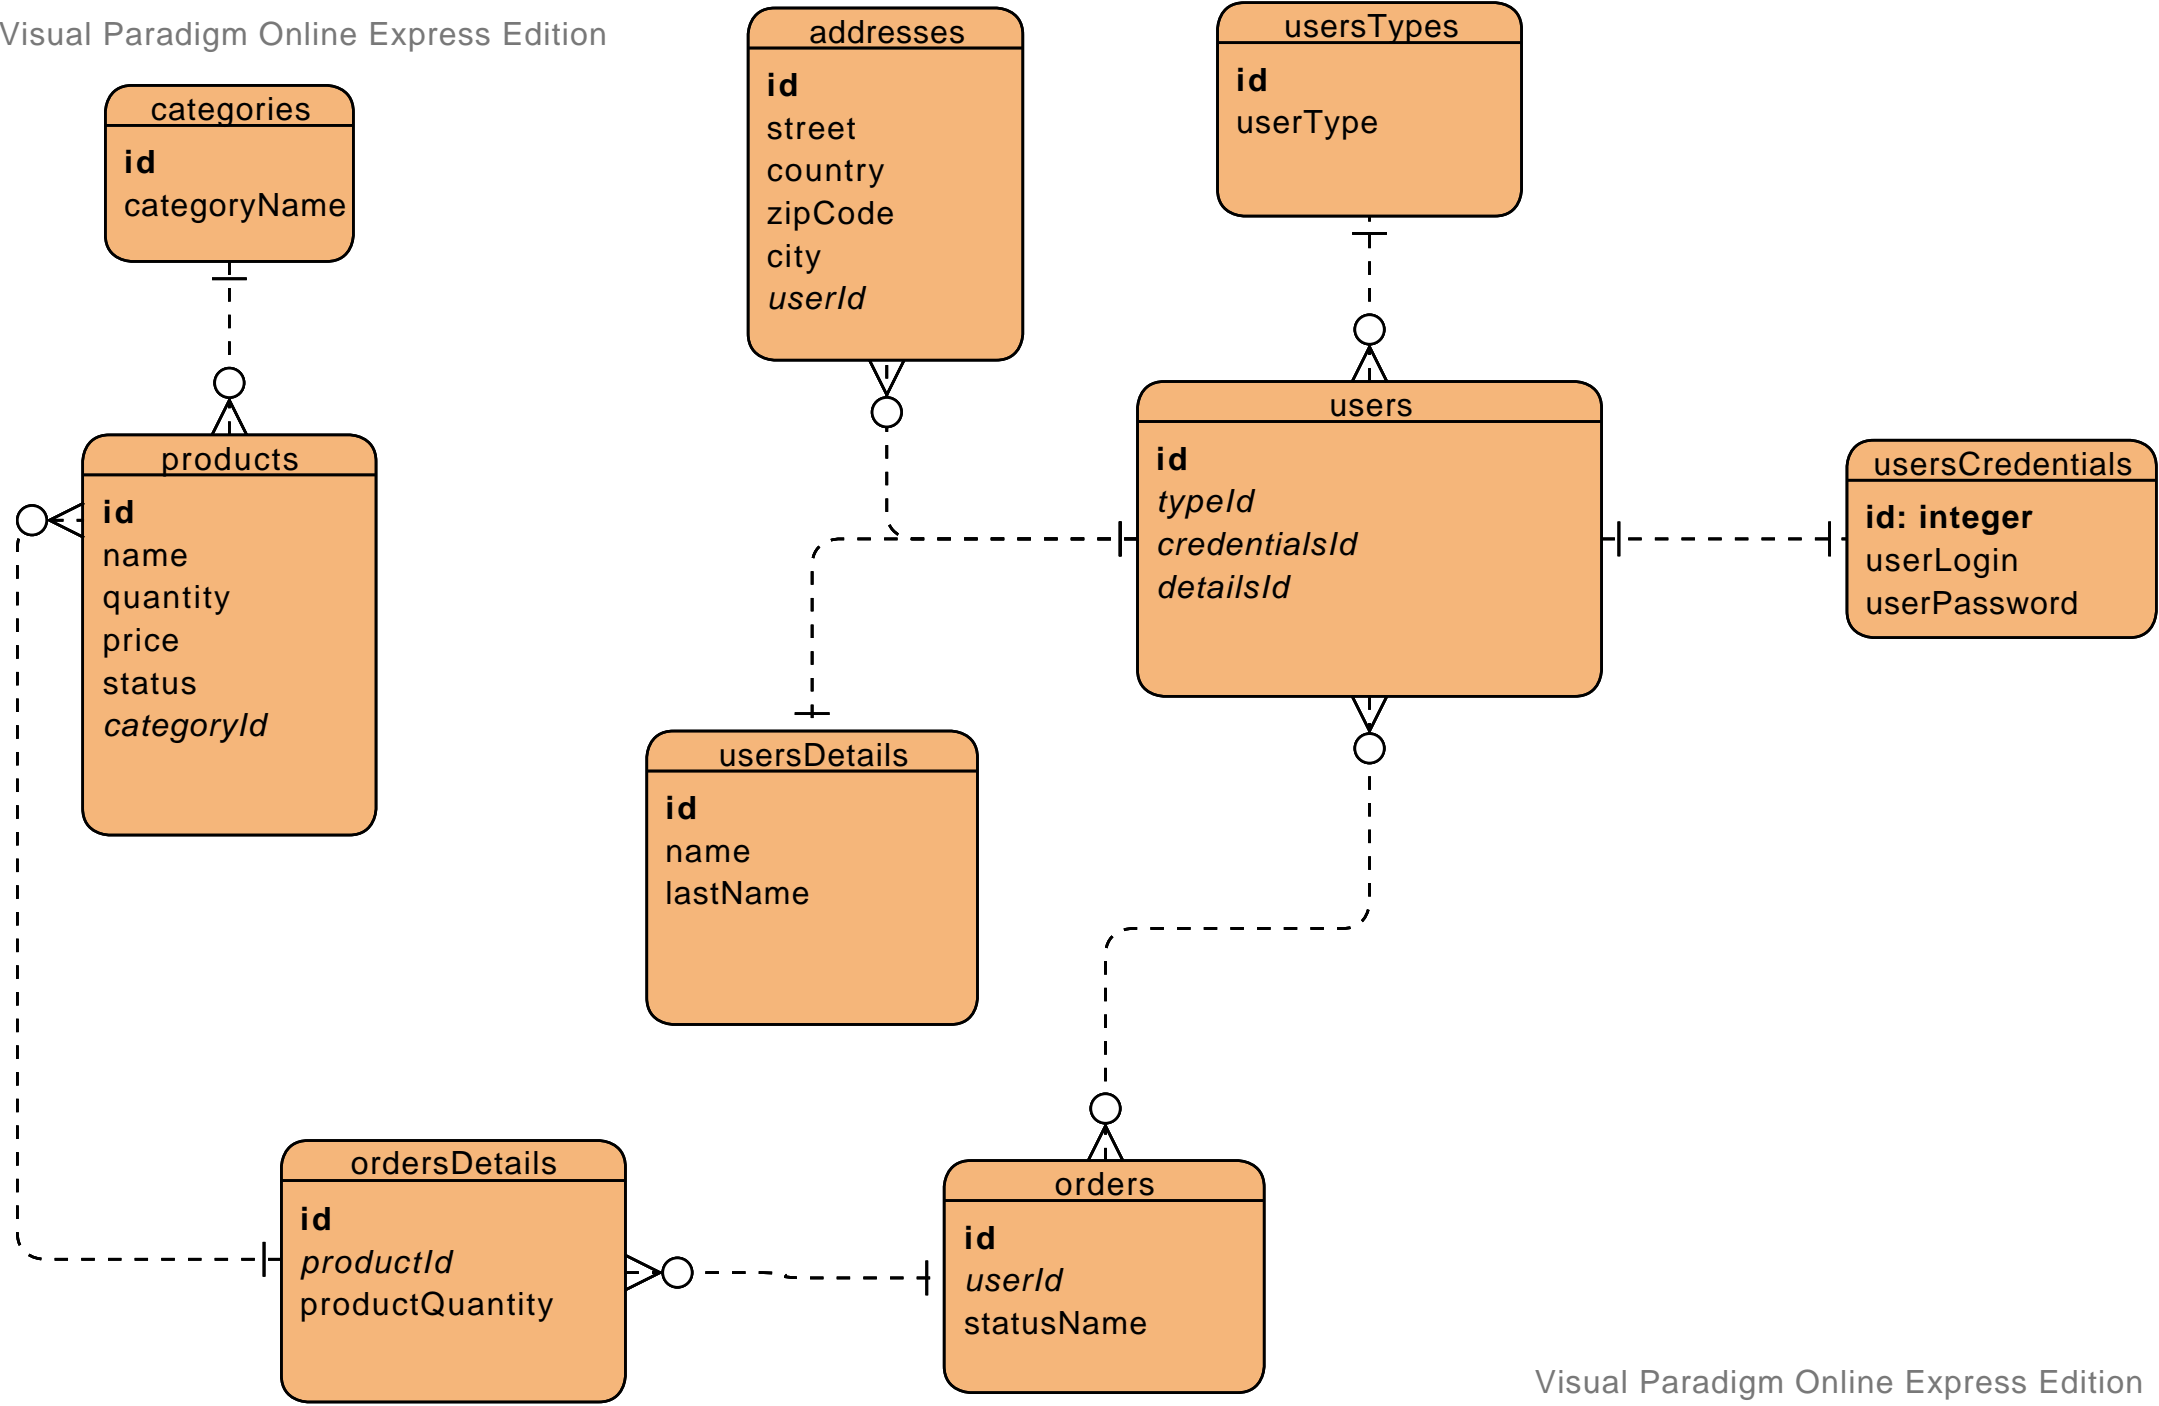 Visual Paradigm Online Express Edition
categories
id
categoryName
addresses
id
street
country
zipCode
city
userId
usersTypes
id
userType
products
id
name
quantity
price
status
categoryId
users
id
typeId
credentialsId
detailsId
usersCredentials
id: integer
userLogin
userPassword
usersDetails
id
name
lastName
ordersDetails
id
productId
productQuantity
orders
id
userId
statusName
Visual Paradigm Online Express Edition